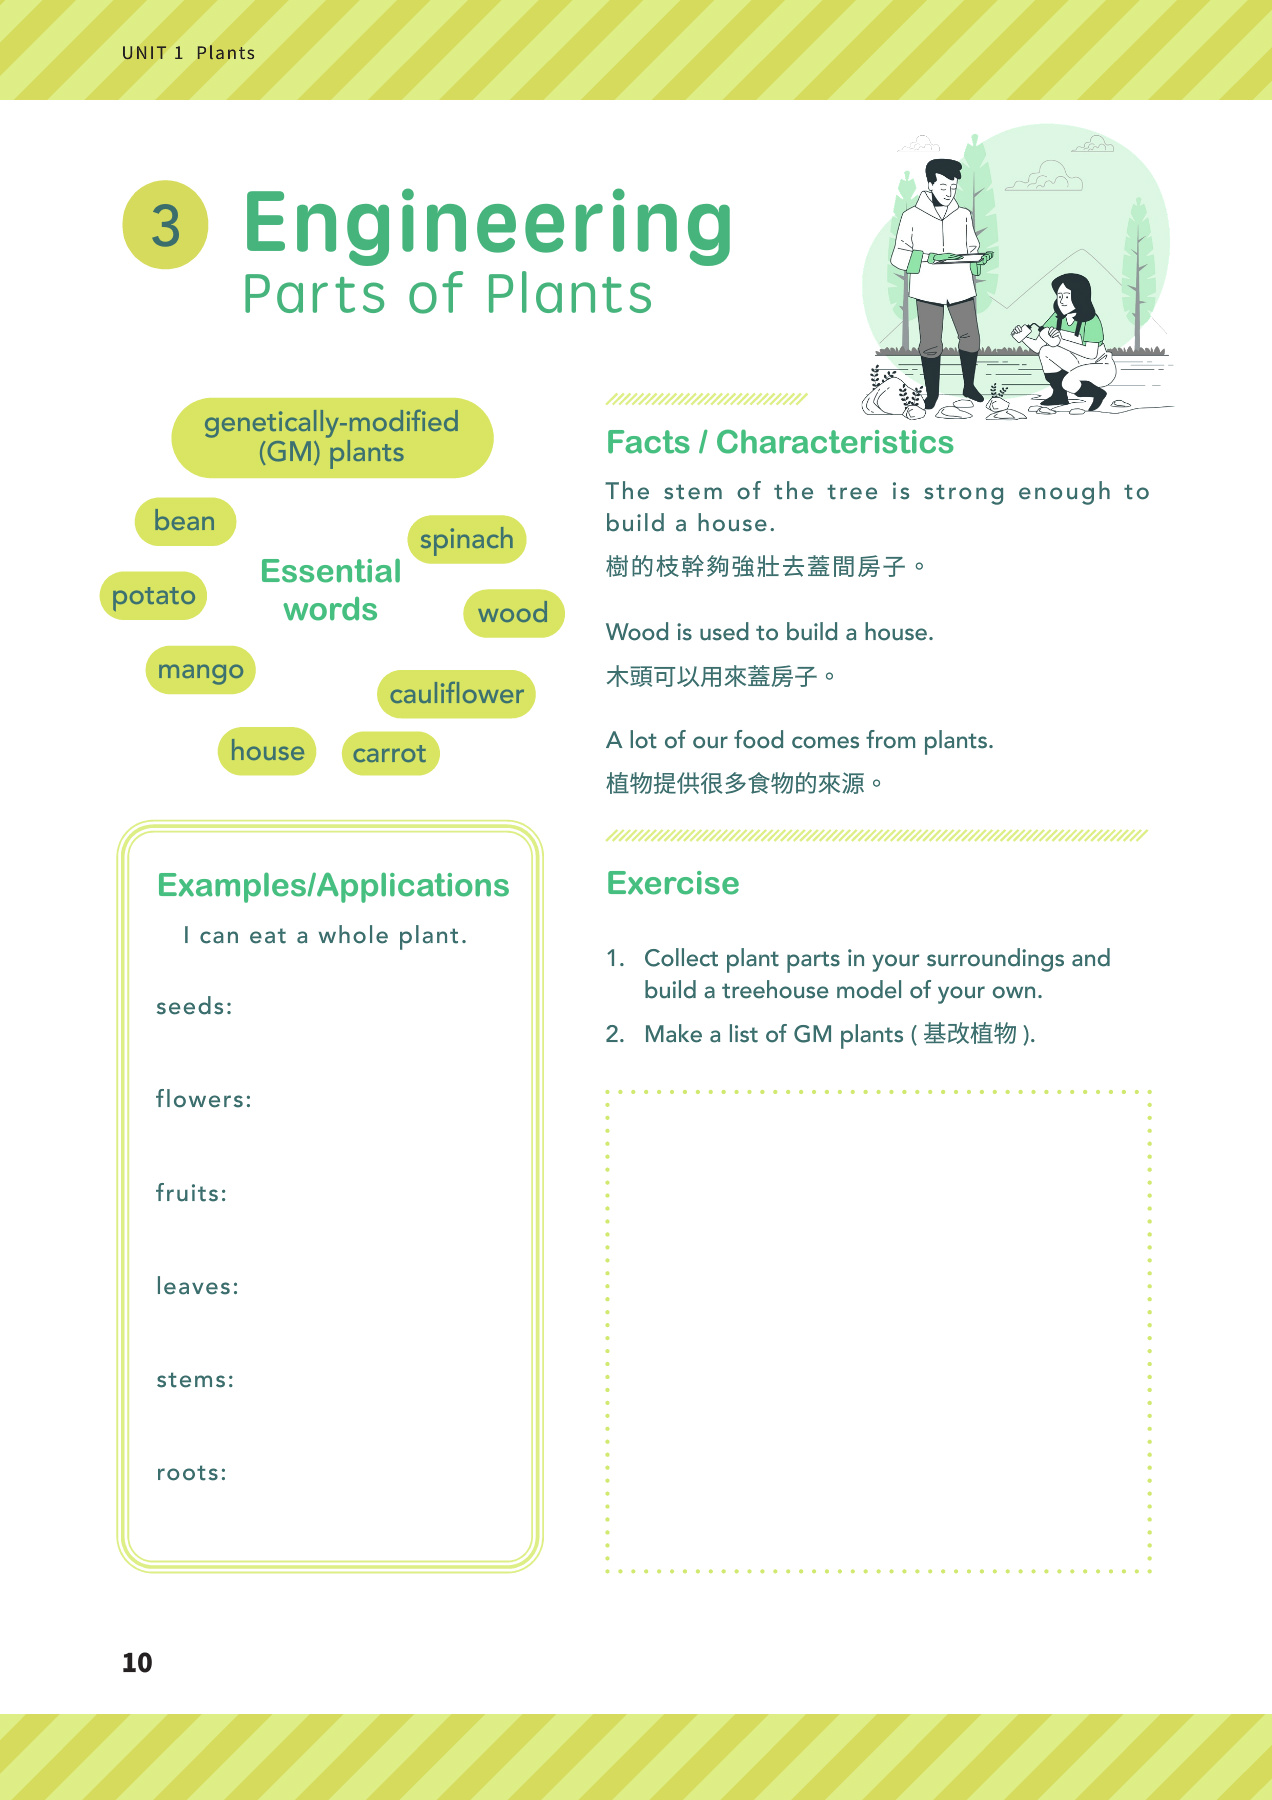 UNIT 1 Plants
3
Engineering
Parts of Plants
genetically-modified
(GM) plants
bean
spinach
Essential
words
potato
wood
mango
cauliflower
house
carrot
Facts / Characteristics
The stem of the tree is strong enough to
build a house.
樹的枝幹夠強壯去蓋間房子。
Wood is used to build a house.
木頭可以用來蓋房子。
A lot of our food comes from plants.
植物提供很多食物的來源。
Examples/Applications
I can eat a whole plant.
seeds:
flowers:
fruits:
leaves:
stems:
roots:
Exercise
1. Collect plant parts in your surroundings and
build a treehouse model of your own.
2. Make a list of GM plants ( 基改植物 ).
10